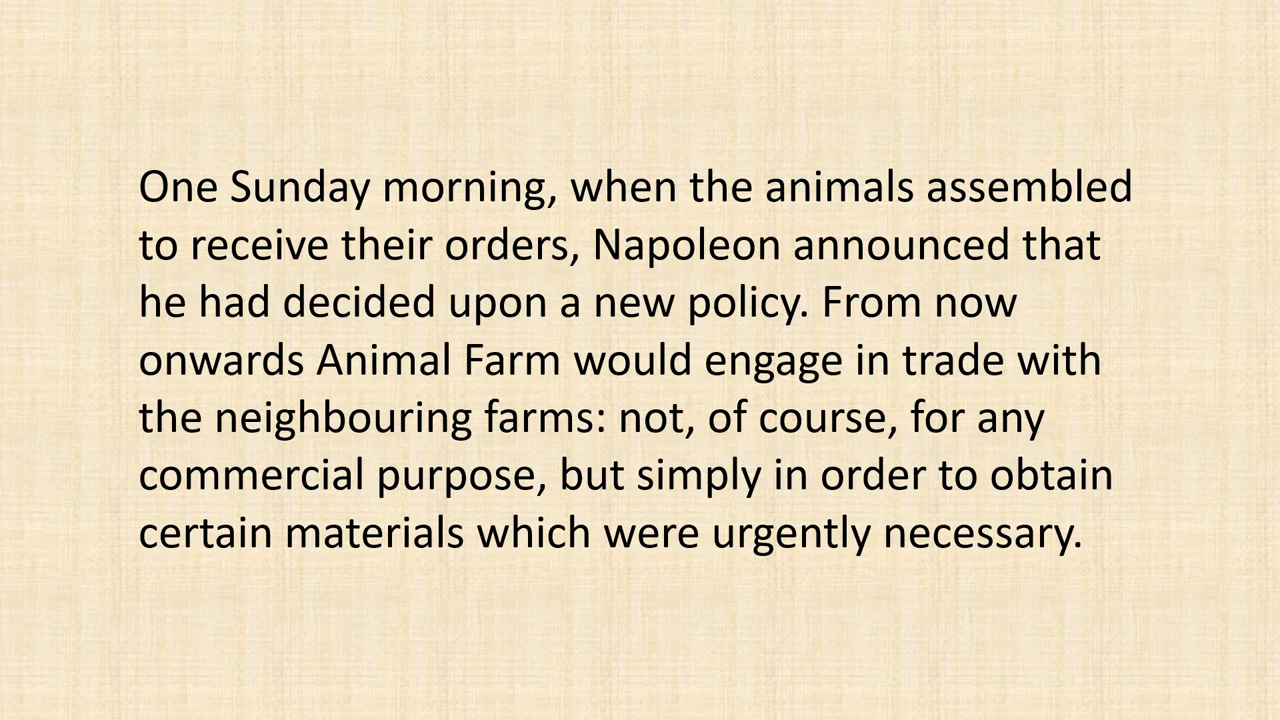 One Sunday morning, when the animals assembled
to receive their orders, Napoleon announced that
he had decided upon a new policy. From now
onwards Animal Farm would engage in trade with
the neighbouring farms: not, of course, for any
commercial purpose, but simply in order to obtain
certain materials which were urgently necessary.